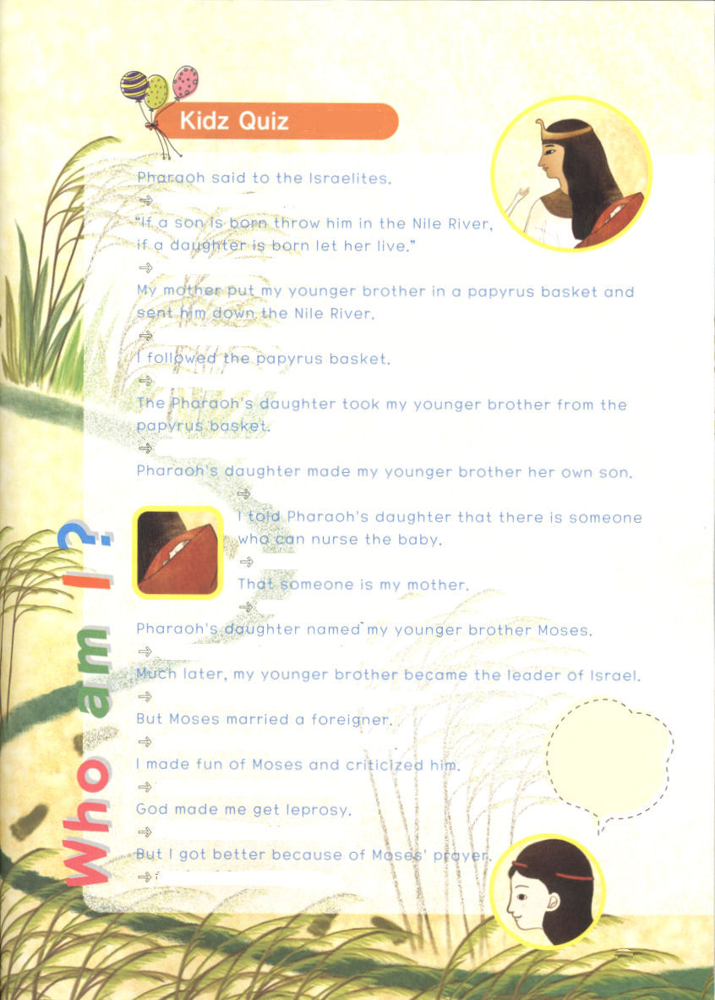 Kidz Quiz
Pharaoh said to the Israelites.
⇨
"If a son is born throw him in the Nile River,
if a daughter is born let her live."
⇨
My mother put my younger brother in a papyrus basket and
sent him down the Nile River.
⇨
I followed the papyrus basket.
⇨
The Pharaoh's daughter took my younger brother from the
papyrus basket.
⇨
Pharaoh's daughter made my younger brother her own son.
⇨
I told Pharaoh's daughter that there is someone
who can nurse the baby.
⇨
That someone is my mother.
⇨
Pharaoh's daughter named my younger brother Moses.
⇨
Much later, my younger brother became the leader of Israel.
⇨
But Moses married a foreigner.
⇨
I made fun of Moses and criticized him.
⇨
God made me get leprosy.
⇨
But I got better because of Moses' prayer.
⇨
Who am I?